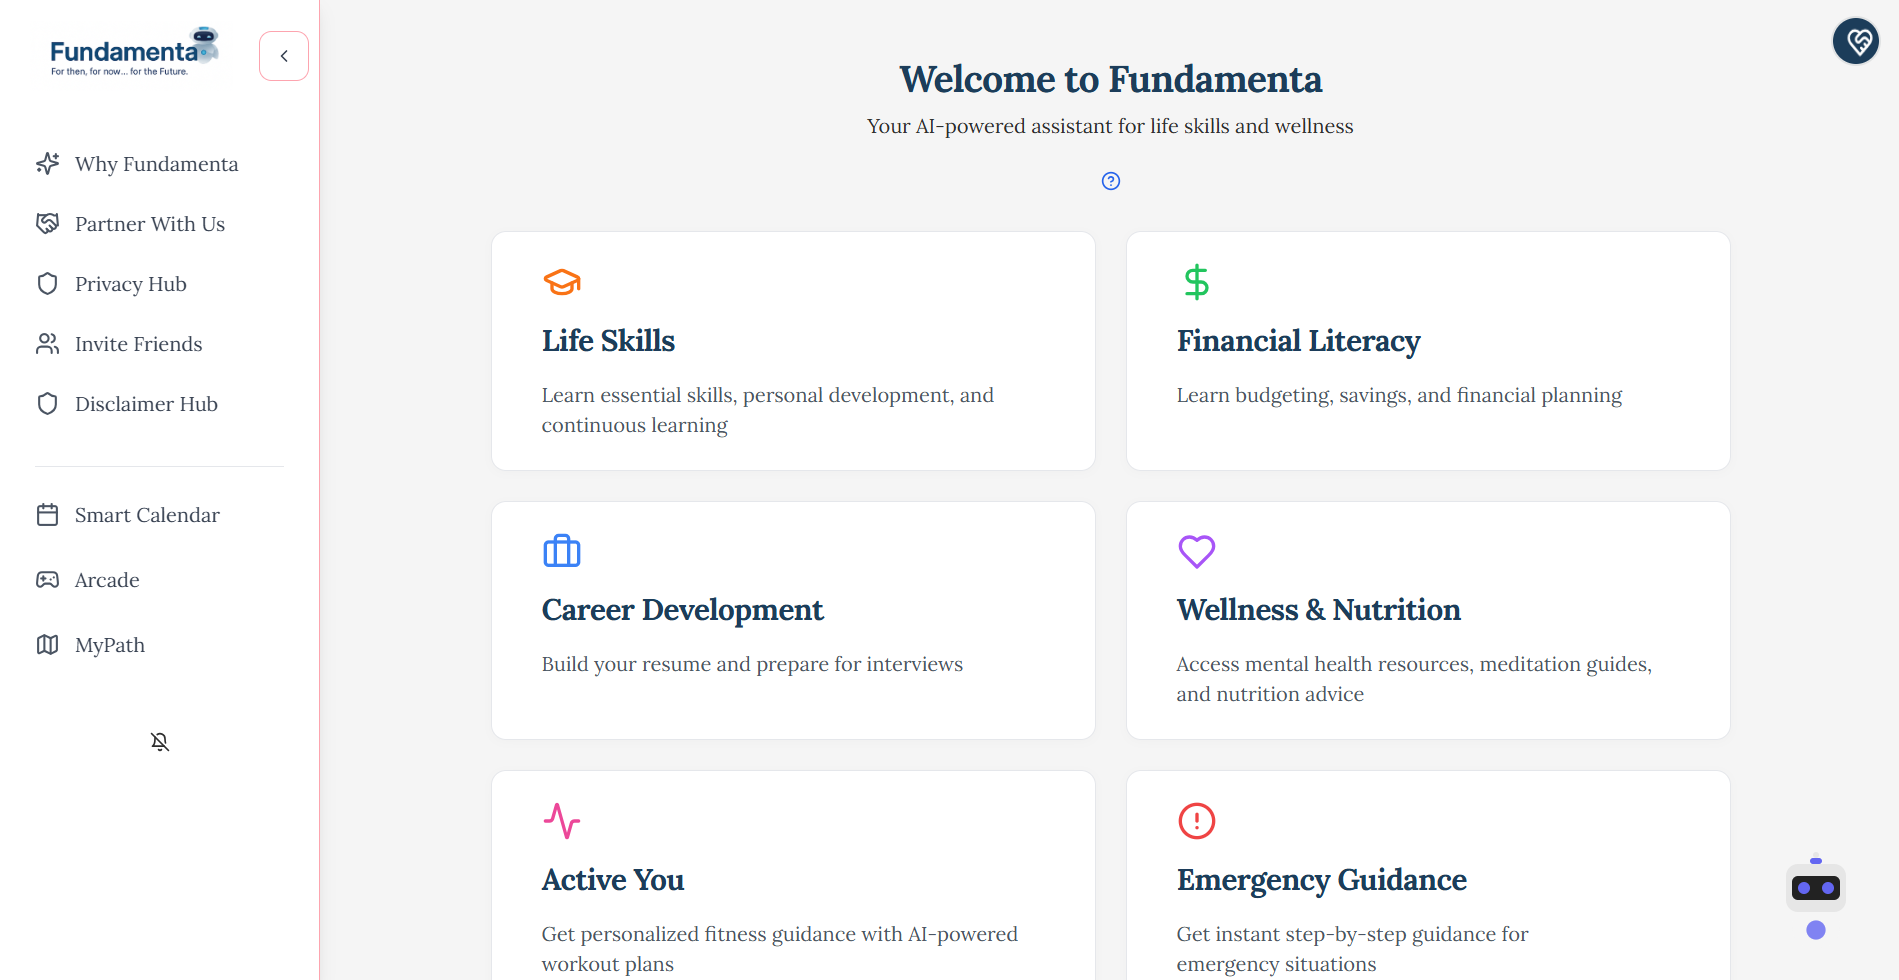 Fundamenta
For then, for now... for the Future.
Why Fundamenta
Partner With Us
Privacy Hub
Invite Friends
Disclaimer Hub
Smart Calendar
Arcade
MyPath
Welcome to Fundamenta
Your AI-powered assistant for life skills and wellness
Life Skills
Learn essential skills, personal development, and
continuous learning
Financial Literacy
Learn budgeting, savings, and financial planning
Career Development
Build your resume and prepare for interviews
Wellness & Nutrition
Access mental health resources, meditation guides,
and nutrition advice
Active You
Get personalized fitness guidance with AI-powered
workout plans
Emergency Guidance
Get instant step-by-step guidance for
emergency situations